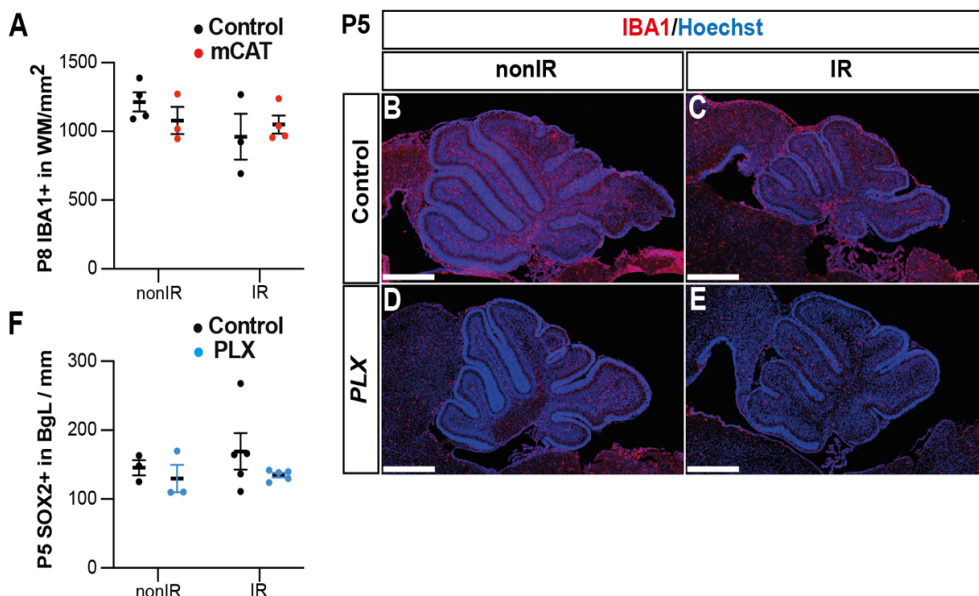 A
Control
mCAT
P8 IBA1+ in WM/mm²
1500
1000
500
0
nonIR
IR
F
Control
PLX
P5 SOX2+ in BgL / mm
300
200
100
0
nonIR
IR
P5
IBA1/Hoechst
nonIR
IR
Control
B
C
PLX
D
E